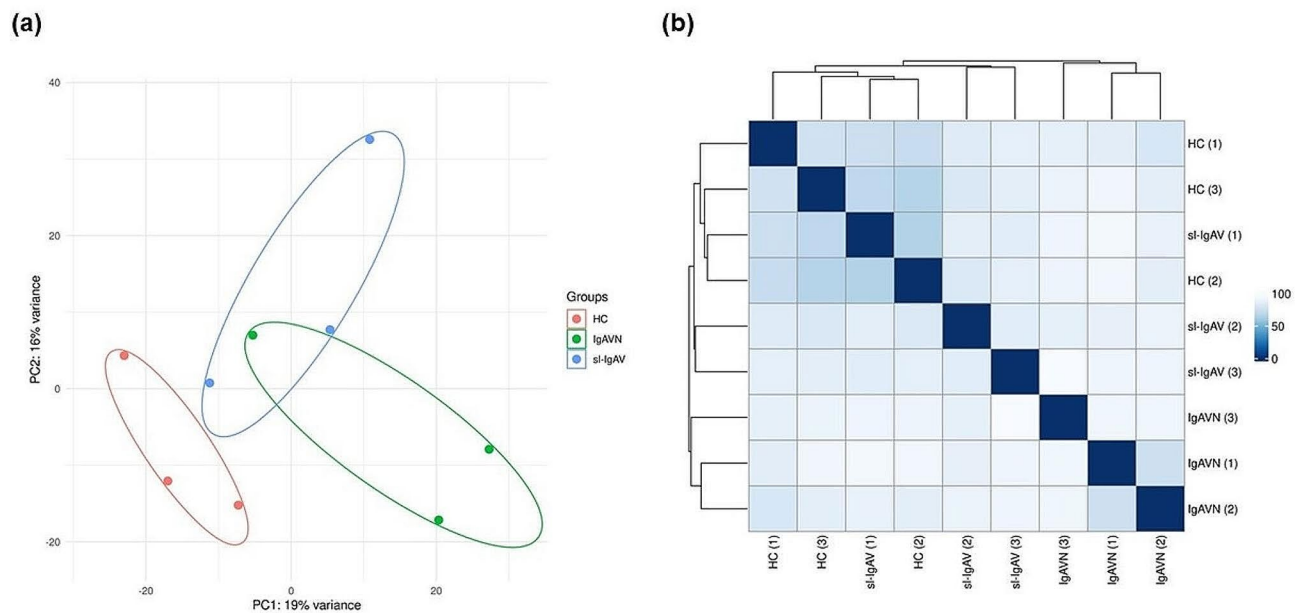 (a)
(b)
40
20
0
-20
PC2: 16% variance
-20
0
20
PC1: 19% variance
Groups
HC
IgAVN
sl-IgAV
HC (1)
HC (3)
sl-IgAV (1)
HC (2)
sl-IgAV (2)
sl-IgAV (3)
IgAVN (3)
IgAVN (1)
IgAVN (2)
100
50
0
HC (1)
HC (3)
sl-IgAV (1)
HC (2)
sl-IgAV (2)
sl-IgAV (3)
IgAVN (3)
IgAVN (1)
IgAVN (2)